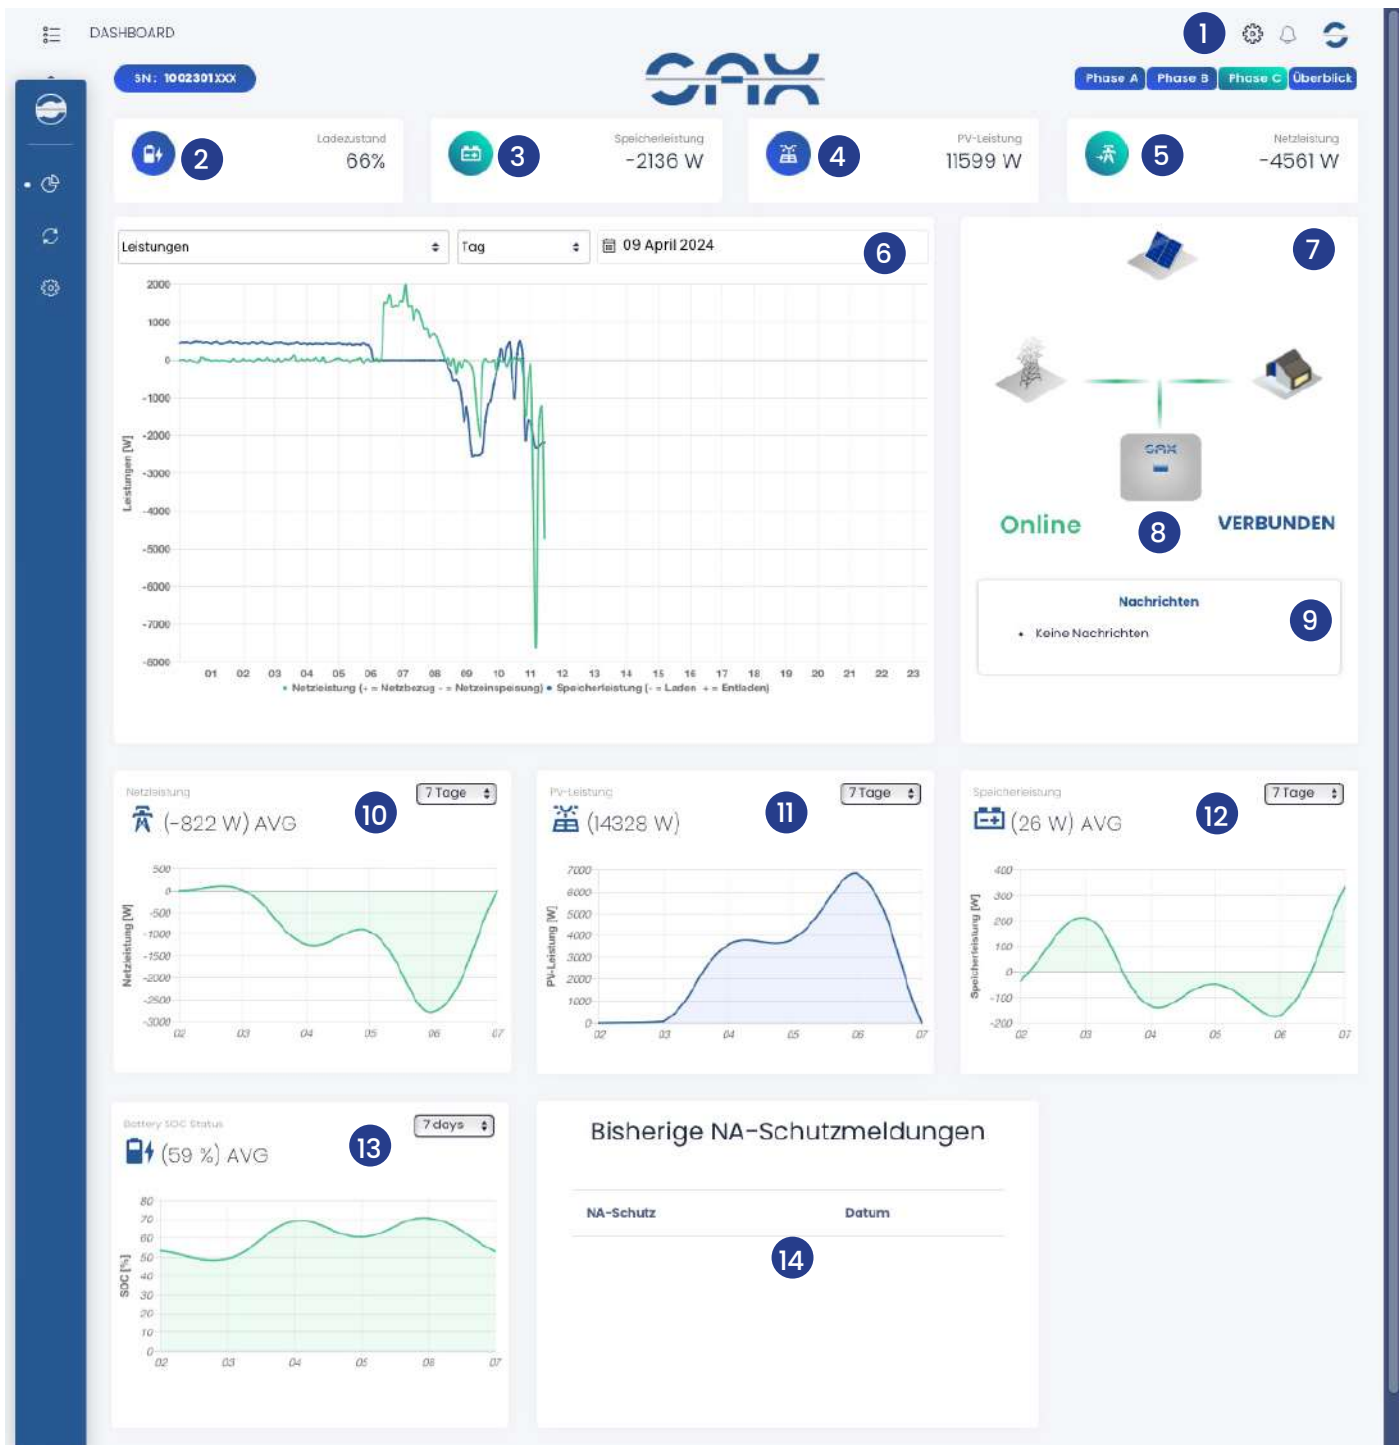 DASHBOARD
1
SN: 1002301XXX
SAX
Phase A Phase B Phase C Überblick
2
Ladezustand
66%
3
Speicherleistung
-2136 W
4
PV-Leistung
11599 W
5
Netzleistung
-4561 W
Leistungen
Tag
09 April 2024
6
7
Leistungen [W]
2000
1000
0
-1000
-2000
-3000
-4000
-5000
-6000
-7000
-8000
01 02 03 04 05 06 07 08 09 10 11 12 13 14 15 16 17 18 19 20 21 22 23
Netzleistung (+ = Netzbezug - = Netzeinspeisung) Speicherleistung (- = Laden + = Entladen)
SAX
Online
8
VERBUNDEN
Nachrichten
9
Keine Nachrichten
Netzleistung
(-822 W) AVG
10
7 Tage
Netzleistung [W]
500
0
-500
-1000
-1500
-2000
-2500
-3000
02 03 04 05 06 07
PV-Leistung
(14328 W)
11
7 Tage
PV-Leistung [W]
7000
6000
5000
4000
3000
2000
1000
0
02 03 04 05 06 07
Speicherleistung
(26 W) AVG
12
7 Tage
Speicherleistung [W]
400
300
200
100
0
-100
-200
02 03 04 05 06 07
Battery SOC Status
(59 %) AVG
13
7 days
SOC [%]
80
70
60
50
40
30
20
10
0
02 03 04 05 06 07
Bisherige NA-Schutzmeldungen
NA-Schutz Datum
14